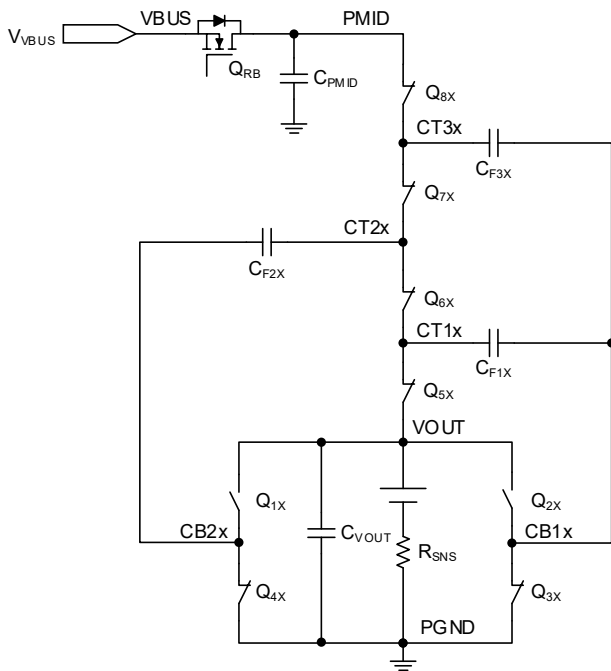 VBUS
PMID
V_VBUS
Q_RB
C_PMID
Q_8X
CT3x
C_F3X
Q_7X
CT2x
C_F2X
Q_6X
CT1x
C_F1X
Q_5X
VOUT
Q_1X
Q_2X
CB2x
C_VOUT
R_SNS
CB1x
Q_4X
Q_3X
PGND